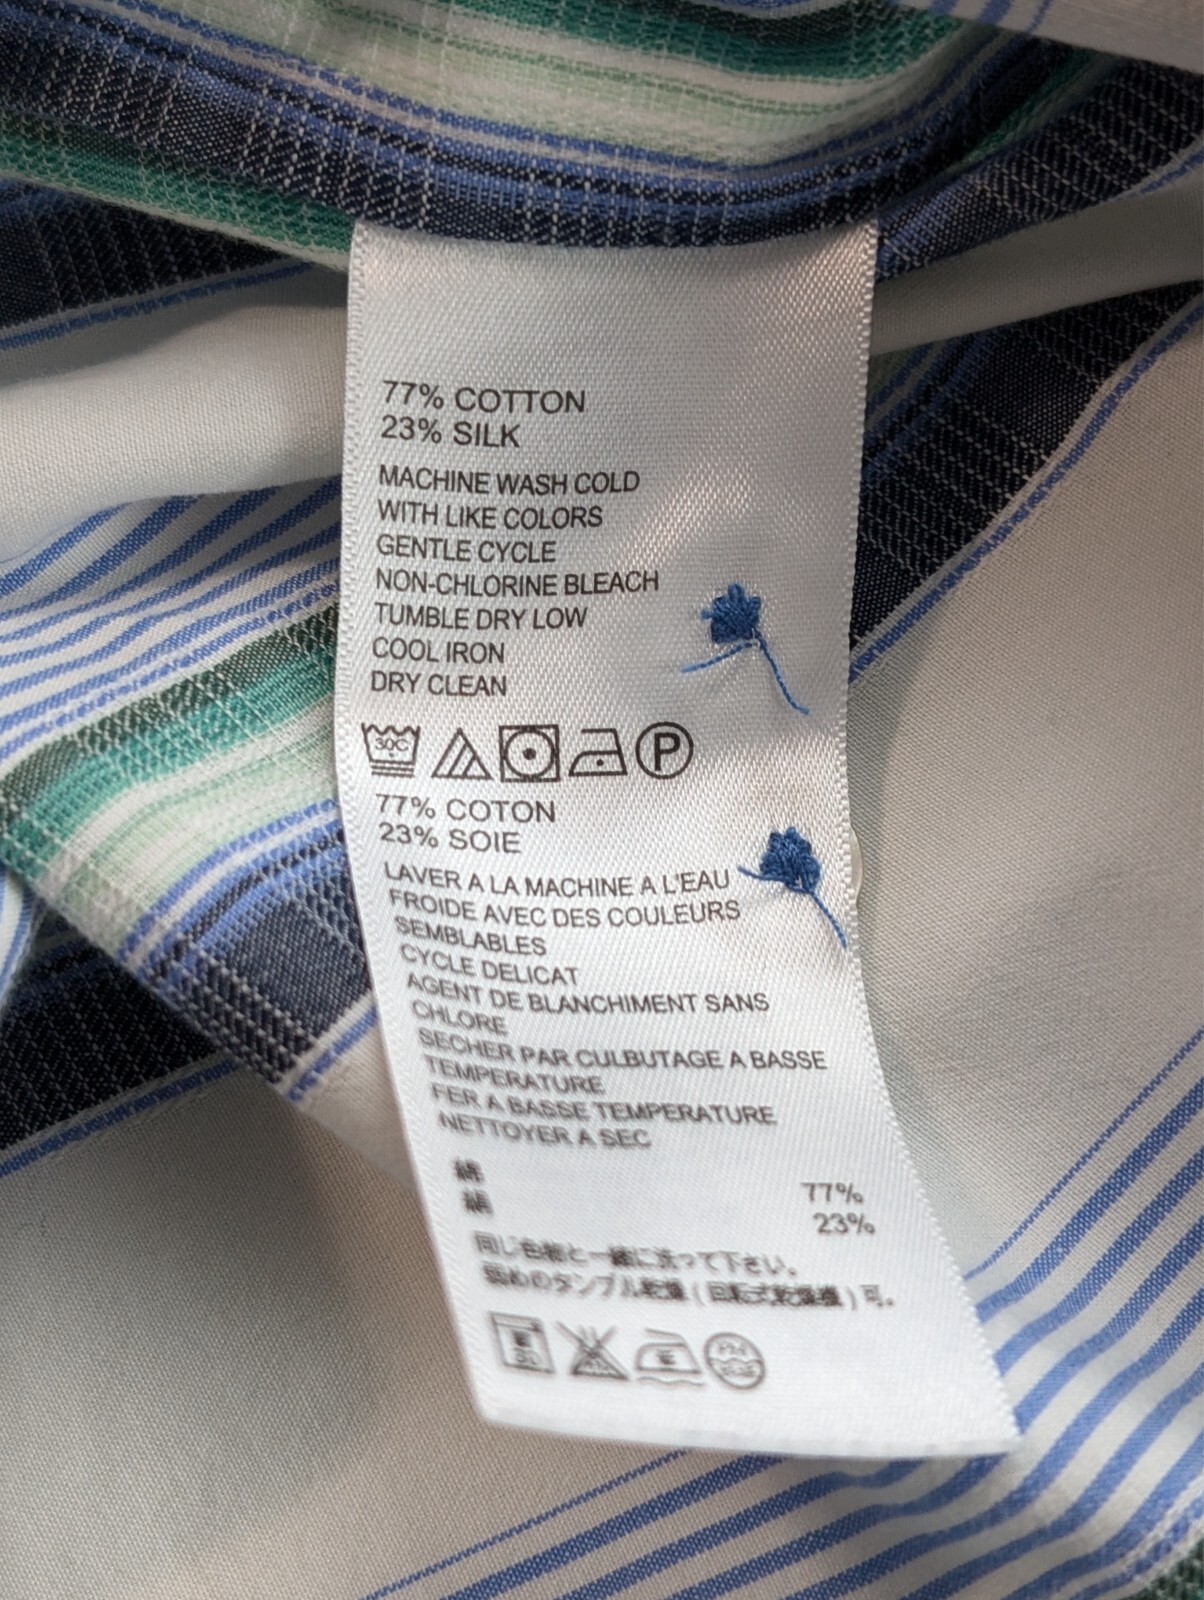 77% COTTON
23% SILK
MACHINE WASH COLD
WITH LIKE COLORS
GENTLE CYCLE
NON-CHLORINE BLEACH
TUMBLE DRY LOW
COOL IRON
DRY CLEAN
30C P
77% COTON
23% SOIE
LAVER A LA MACHINE A L'EAU
FROIDE AVEC DES COULEURS
SEMBLABLES
CYCLE DELICAT
AGENT DE BLANCHIMENT SANS
CHLORE
SECHER PAR CULBUTAGE A BASSE
TEMPERATURE
FER A BASSE TEMPERATURE
NETTOYER A SEC
綿 77%
絹 23%
同じ色物と一緒に洗って下さい。
弱めのタンブル乾燥(回転式乾燥機)可。